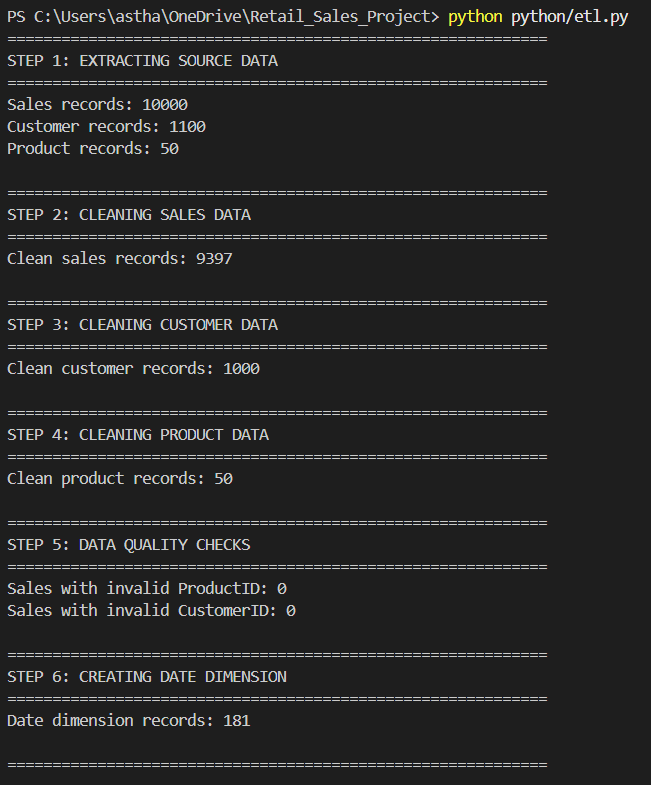 PS C:\Users\astha\OneDrive\Retail_Sales_Project> python python/etl.py
============================================================
STEP 1: EXTRACTING SOURCE DATA
============================================================
Sales records: 10000
Customer records: 1100
Product records: 50
============================================================
STEP 2: CLEANING SALES DATA
============================================================
Clean sales records: 9397
============================================================
STEP 3: CLEANING CUSTOMER DATA
============================================================
Clean customer records: 1000
============================================================
STEP 4: CLEANING PRODUCT DATA
============================================================
Clean product records: 50
============================================================
STEP 5: DATA QUALITY CHECKS
============================================================
Sales with invalid ProductID: 0
Sales with invalid CustomerID: 0
============================================================
STEP 6: CREATING DATE DIMENSION
============================================================
Date dimension records: 181
============================================================